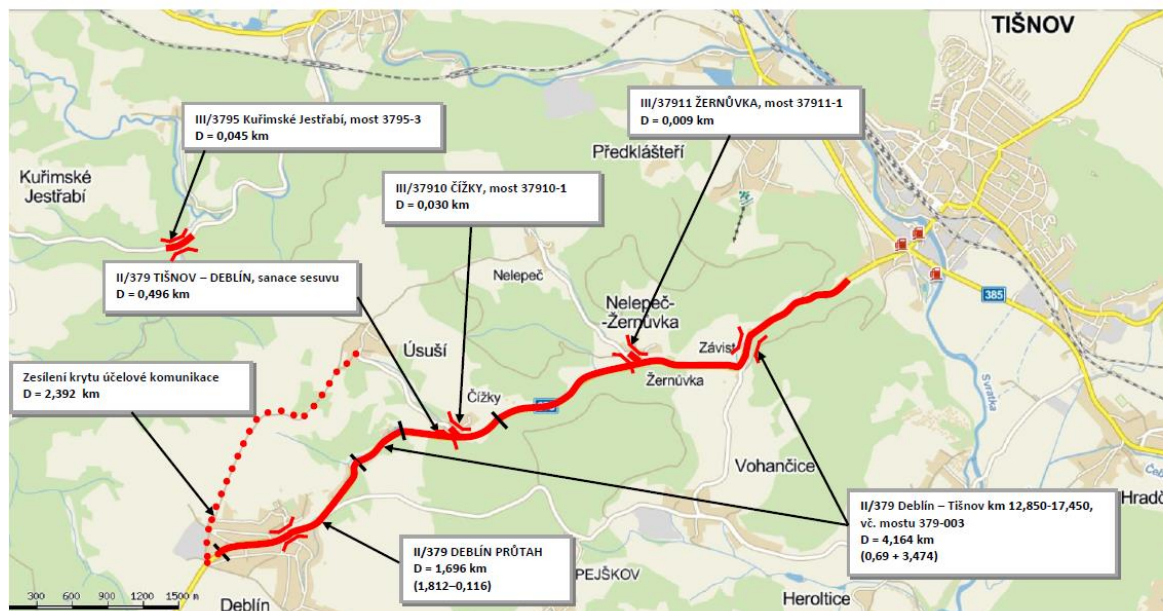 TIŠNOV
III/3795 Kuřimské Jestřabí, most 3795-3
D = 0,045 km
III/37911 ŽERNŮVKA, most 37911-1
D = 0,009 km
Předklášteří
Kuřimské
Jestřabí
III/37910 ČÍŽKY, most 37910-1
D = 0,030 km
II/379 TIŠNOV – DEBLÍN, sanace sesuvu
D = 0,496 km
Nelepeč
385
Nelepeč-
-Žernůvka
Závist
Úsuší
Svratka
Zesílení krytu účelové komunikace
D = 2,392 km
Žernůvka
Čížky
Vohančice
Hradč
II/379 Deblín – Tišnov km 12,850-17,450,
vč. mostu 379-003
D = 4,164 km
(0,69 + 3,474)
II/379 DEBLÍN PRŮTAH
D = 1,696 km
(1,812–0,116)
PEJŠKOV
Heroltice
Deblín
300 600 900 1200 1500 m